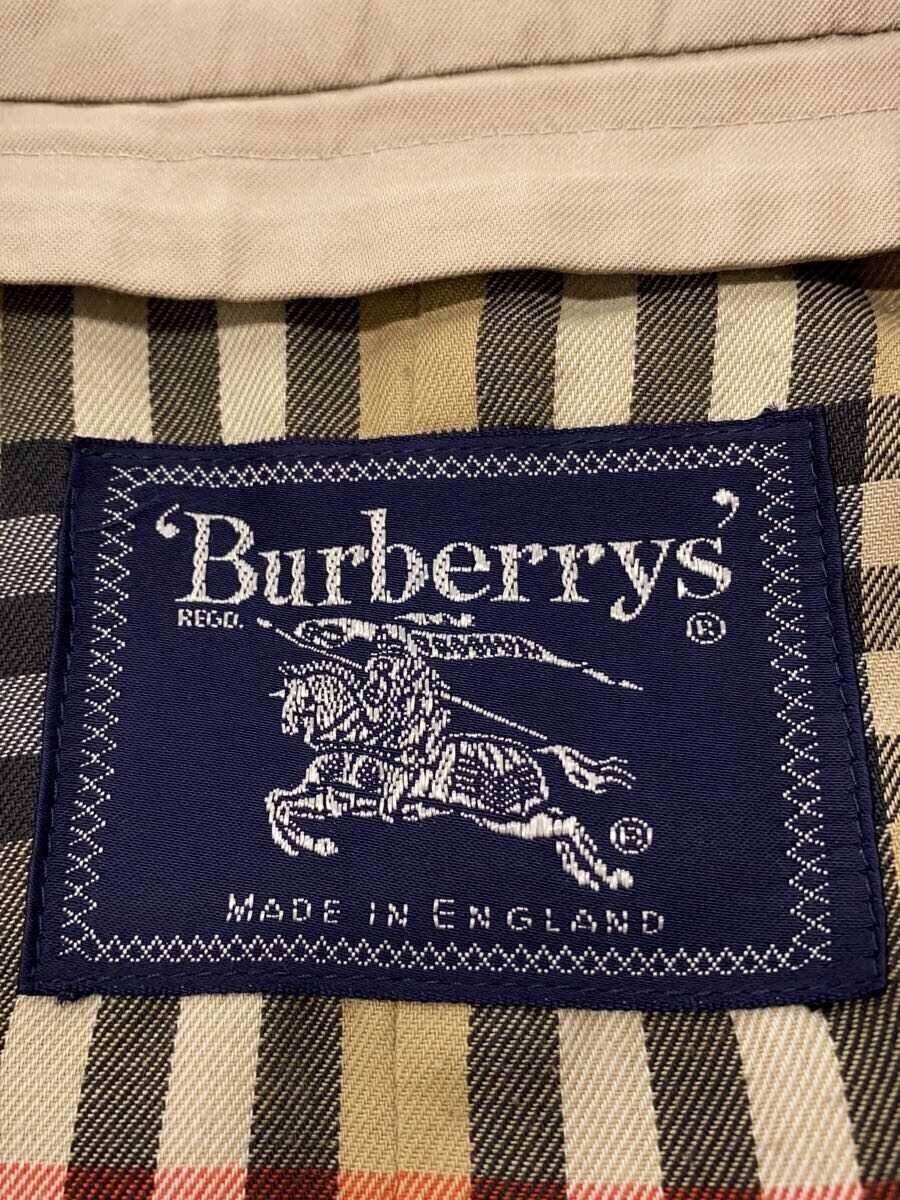 'Burberrys'
REGD. ®
®
MADE IN ENGLAND